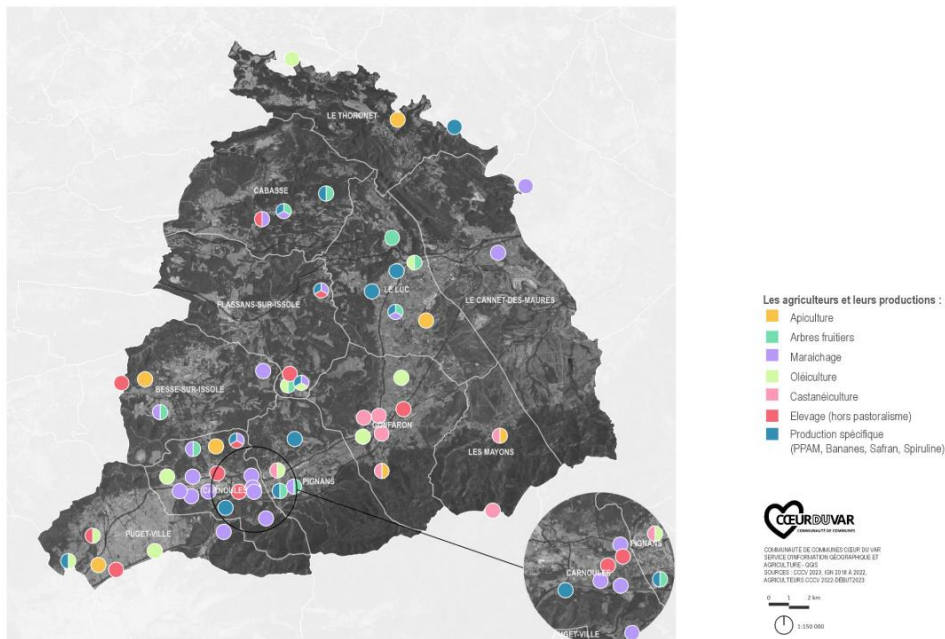 LE THORONET
CABASSE
LE LUC
LE CANNET-DES-MAURES
FLASSANS-SUR-ISSOLE
BESSE-SUR-ISSOLE
GONFARON
LES MAYONS
PIGNANS
CARNOULES
PUGET-VILLE
PIGNANS
CARNOULES
PUGET-VILLE
Les agriculteurs et leurs productions :
Apiculture
Arbres fruitiers
Maraichage
Oléiculture
Castanéiculture
Elevage (hors pastoralisme)
Production spécifique
(PPAM, Bananes, Safran, Spiruline)
CŒURDUVAR
COMMUNAUTÉ DE COMMUNES
COMMUNAUTÉ DE COMMUNES CŒUR DU VAR
SERVICE D'INFORMATION GÉOGRAPHIQUE ET
AGRICULTURE - QGIS
SOURCES : CCCV 2023, IGN 2018 À 2022,
AGRICULTEURS CCCV 2022-DÉBUT2023
0 1 2 km
1:150 000